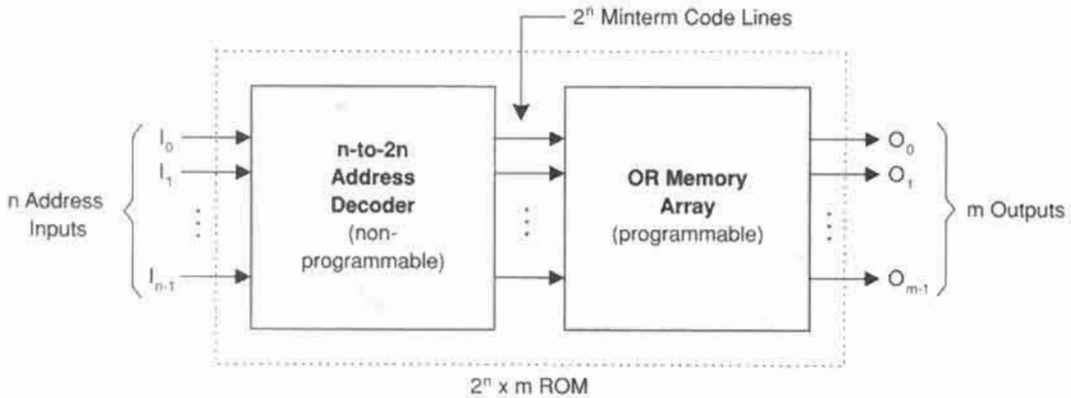 2ⁿ Minterm Code Lines
n Address
Inputs
I₀
I₁
Iₙ₋₁
n-to-2n
Address
Decoder
(non-
programmable)
OR Memory
Array
(programmable)
O₀
O₁
Oₘ₋₁
m Outputs
2ⁿ x m ROM